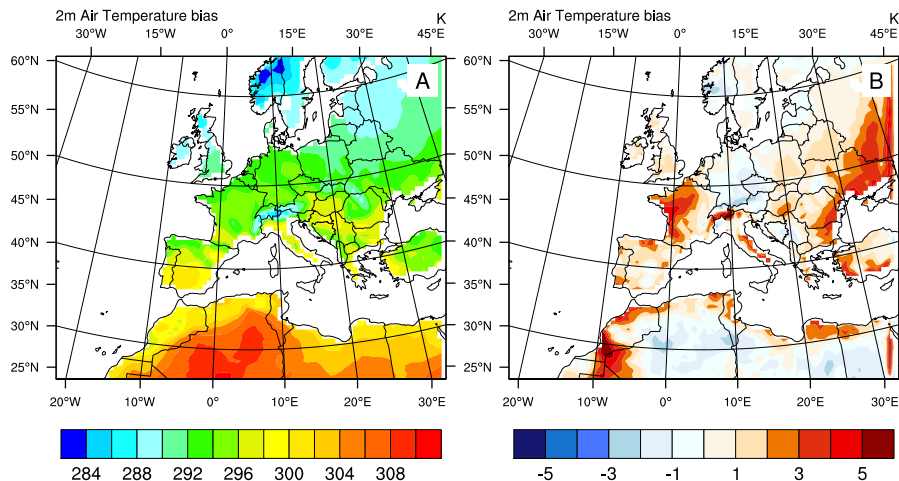 2m Air Temperature bias K
30°W 15°W 0° 15°E 30°E 45°E
60°N
55°N
50°N
45°N
40°N
35°N
30°N
25°N
A
20°W 10°W 0° 10°E 20°E 30°E
284 288 292 296 300 304 308
2m Air Temperature bias K
30°W 15°W 0° 15°E 30°E 45°E
60°N
55°N
50°N
45°N
40°N
35°N
30°N
25°N
B
20°W 10°W 0° 10°E 20°E 30°E
-5 -3 -1 1 3 5